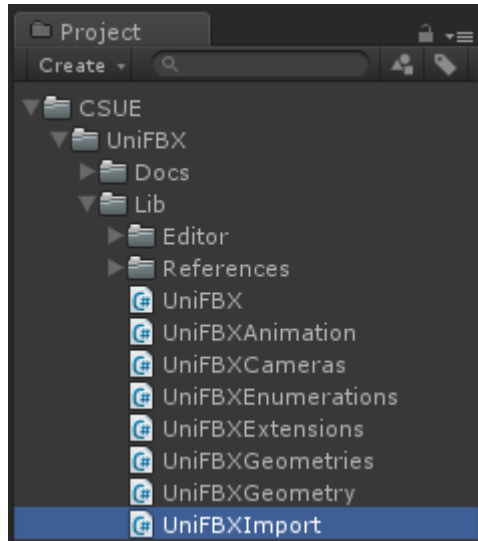 Project
Create
CSUE
UniFBX
Docs
Lib
Editor
References
UniFBX
UniFBXAnimation
UniFBXCameras
UniFBXEnumerations
UniFBXExtensions
UniFBXGeometries
UniFBXGeometry
UniFBXImport